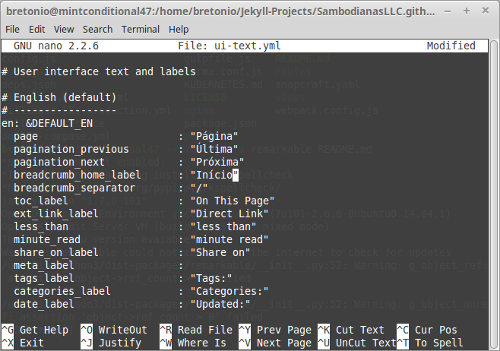 bretonio@mintconditional47:/home/bretonio/Jekyll-Projects/SambodianasLLC.gith...
File Edit View Search Terminal Help
GNU nano 2.2.6 File: ui-text.yml Modified
# User interface text and labels
# English (default)
# -----------------
en: &DEFAULT_EN
page : "Página"
pagination_previous : "Última"
pagination_next : "Próxima"
breadcrumb_home_label : "Início"
breadcrumb_separator : "/"
toc_label : "On This Page"
ext_link_label : "Direct Link"
less_than : "less than"
minute_read : "minute read"
share_on_label : "Share on"
meta_label :
tags_label : "Tags:"
categories_label : "Categories:"
date_label : "Updated:"
^G Get Help ^O WriteOut ^R Read File ^Y Prev Page ^K Cut Text ^C Cur Pos
^X Exit ^J Justify ^W Where Is ^V Next Page ^U UnCut Text ^T To Spell